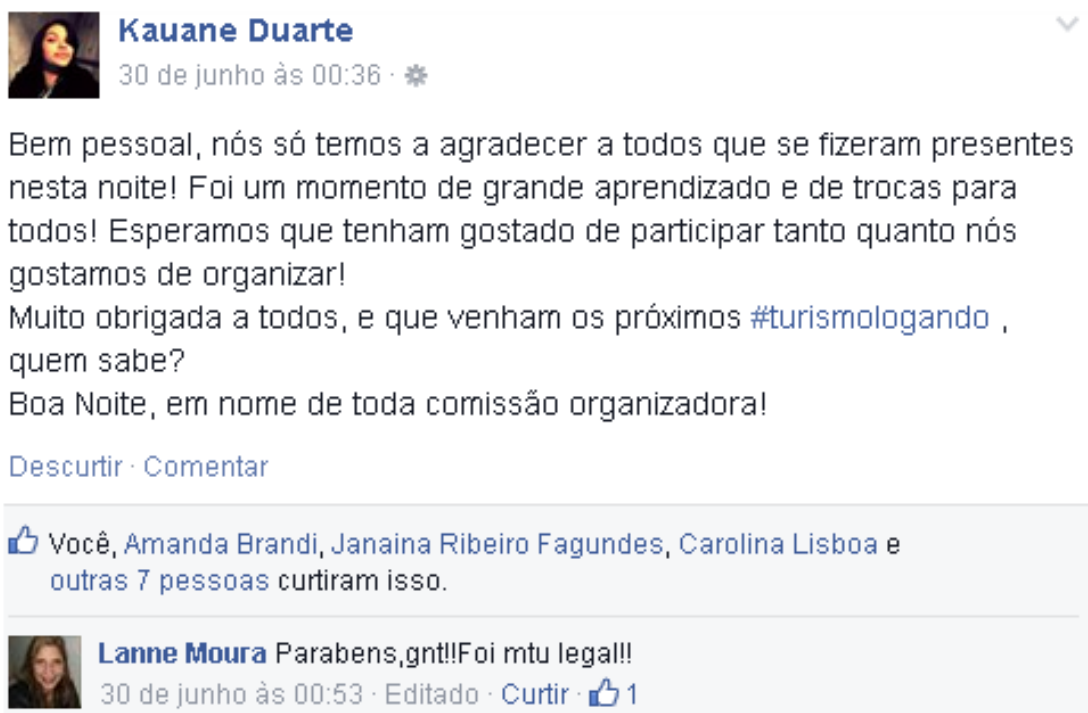 Kauane Duarte
30 de junho às 00:36 ·
Bem pessoal, nós só temos a agradecer a todos que se fizeram presentes
nesta noite! Foi um momento de grande aprendizado e de trocas para
todos! Esperamos que tenham gostado de participar tanto quanto nós
gostamos de organizar!
Muito obrigada a todos, e que venham os próximos #turismologando ,
quem sabe?
Boa Noite, em nome de toda comissão organizadora!
Descurtir · Comentar
Você, Amanda Brandi, Janaina Ribeiro Fagundes, Carolina Lisboa e
outras 7 pessoas curtiram isso.
Lanne Moura Parabens,gnt!!Foi mtu legal!!
30 de junho às 00:53 · Editado · Curtir · 1